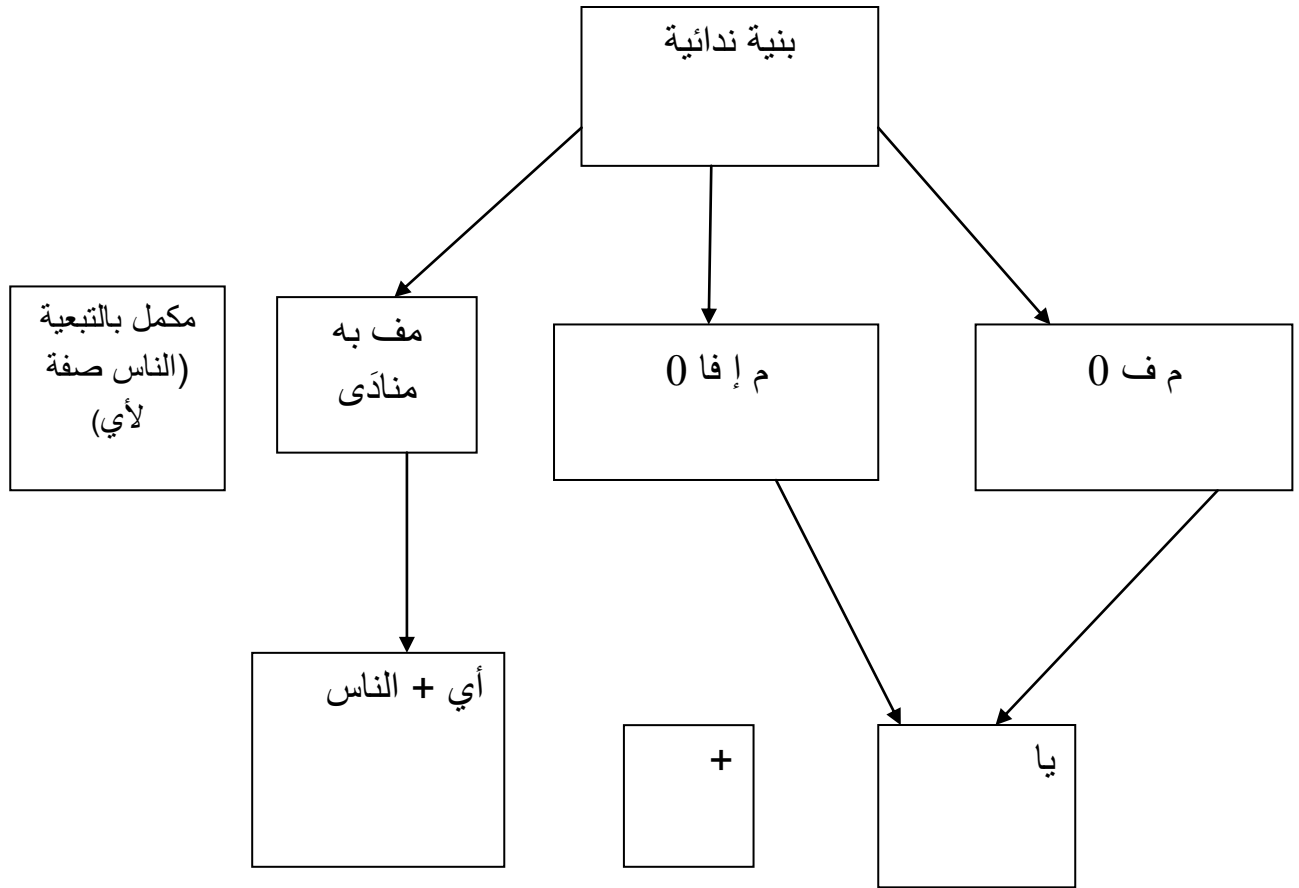 بنية ندائية
م ف 0
م إ فا 0
مف به
منادَى
مكمل بالتبعية
(الناس صفة
لأي)
يا
+
أي + الناس